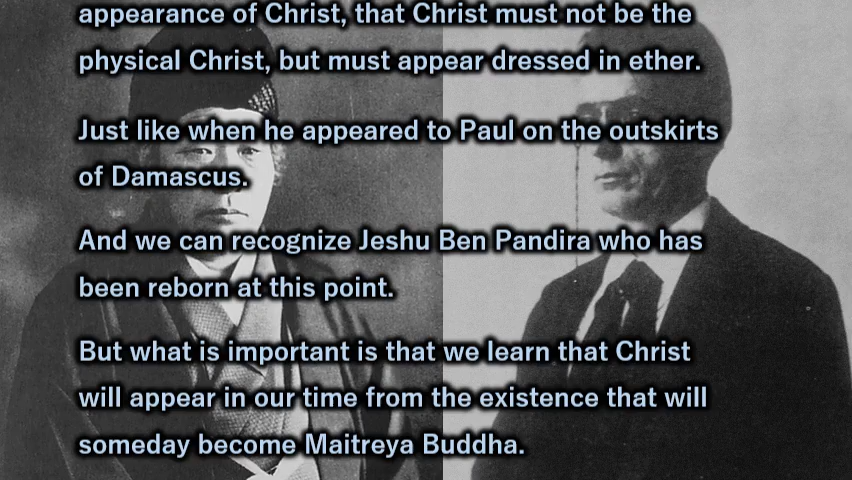 appearance of Christ, that Christ must not be the
physical Christ, but must appear dressed in ether.
Just like when he appeared to Paul on the outskirts
of Damascus.
And we can recognize Jeshu Ben Pandira who has
been reborn at this point.
But what is important is that we learn that Christ
will appear in our time from the existence that will
someday become Maitreya Buddha.